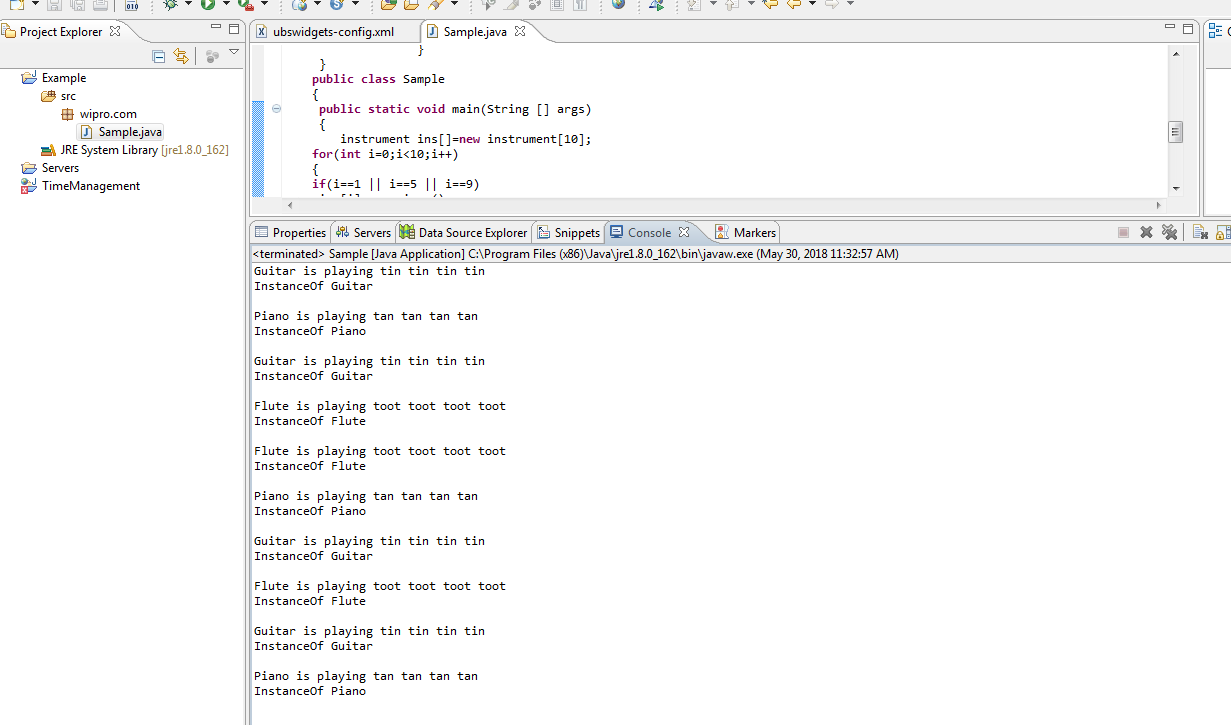 Project Explorer
ubswidgets-config.xml
Sample.java
Example
src
wipro.com
Sample.java
JRE System Library [jre1.8.0_162]
Servers
TimeManagement
}
}
public class Sample
{
public static void main(String [] args)
{
instrument ins[]=new instrument[10];
for(int i=0;i<10;i++)
{
if(i==1 || i==5 || i==9)
Properties Servers Data Source Explorer Snippets Console Markers
<terminated> Sample [Java Application] C:\Program Files (x86)\Java\jre1.8.0_162\bin\javaw.exe (May 30, 2018 11:32:57 AM)
Guitar is playing tin tin tin tin
InstanceOf Guitar
Piano is playing tan tan tan tan
InstanceOf Piano
Guitar is playing tin tin tin tin
InstanceOf Guitar
Flute is playing toot toot toot toot
InstanceOf Flute
Flute is playing toot toot toot toot
InstanceOf Flute
Piano is playing tan tan tan tan
InstanceOf Piano
Guitar is playing tin tin tin tin
InstanceOf Guitar
Flute is playing toot toot toot toot
InstanceOf Flute
Guitar is playing tin tin tin tin
InstanceOf Guitar
Piano is playing tan tan tan tan
InstanceOf Piano